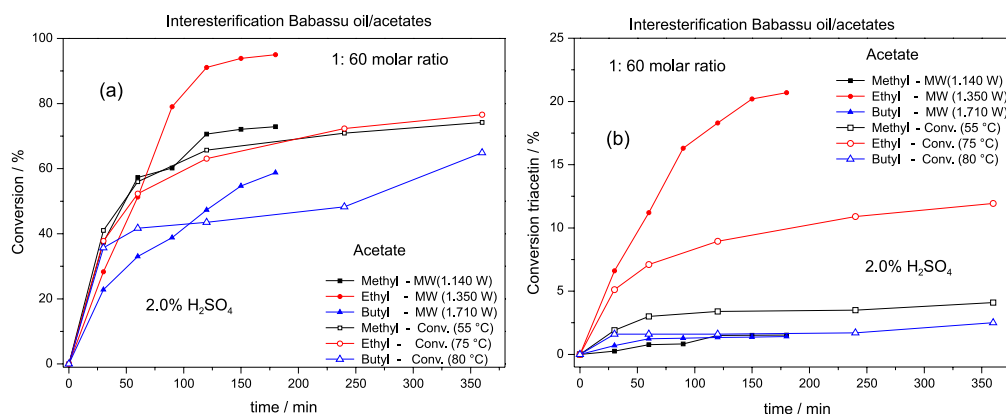 Interesterification Babassu oil/acetates
100
80
60
40
20
0
Conversion / %
(a)
1: 60 molar ratio
2.0% H₂SO₄
Acetate
Methyl - MW(1.140 W)
Ethyl - MW (1.350 W)
Butyl - MW (1.710 W)
Methyl - Conv. (55 °C)
Ethyl - Conv. (75 °C)
Butyl - Conv. (80 °C)
0 50 100 150 200 250 300 350
time / min
Interesterification Babassu oil/acetates
25
20
15
10
5
0
Conversion triacetin / %
1: 60 molar ratio
(b)
Acetate
Methyl - MW(1.140 W)
Ethyl - MW (1.350 W)
Butyl - MW (1.710 W)
Methyl - Conv. (55 °C)
Ethyl - Conv. (75 °C)
Butyl - Conv. (80 °C)
2.0% H₂SO₄
0 50 100 150 200 250 300 350
time / min